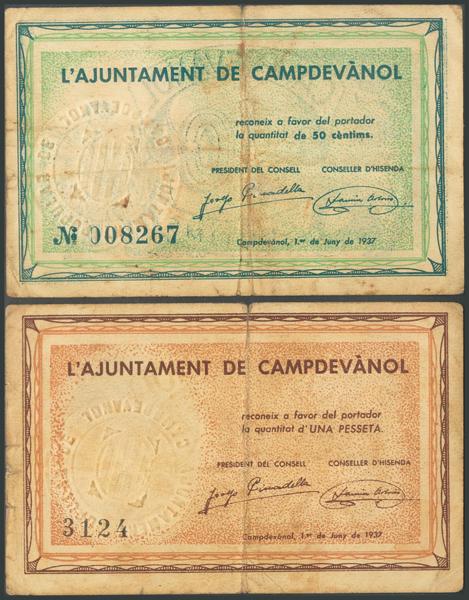 L'AJUNTAMENT DE CAMPDEVÀNOL
reconeix a favor del portador
la quantitat de 50 cèntims.
PRESIDENT DEL CONSELL CONSELLER D'HISENDA
№ 008267
Campdevànol, 1.er de Juny de 1937
L'AJUNTAMENT DE CAMPDEVÀNOL
reconeix a favor del portador
la quantitat d'UNA PESSETA.
PRESIDENT DEL CONSELL CONSELLER D'HISENDA
3124
Campdevànol, 1.er de Juny de 1937